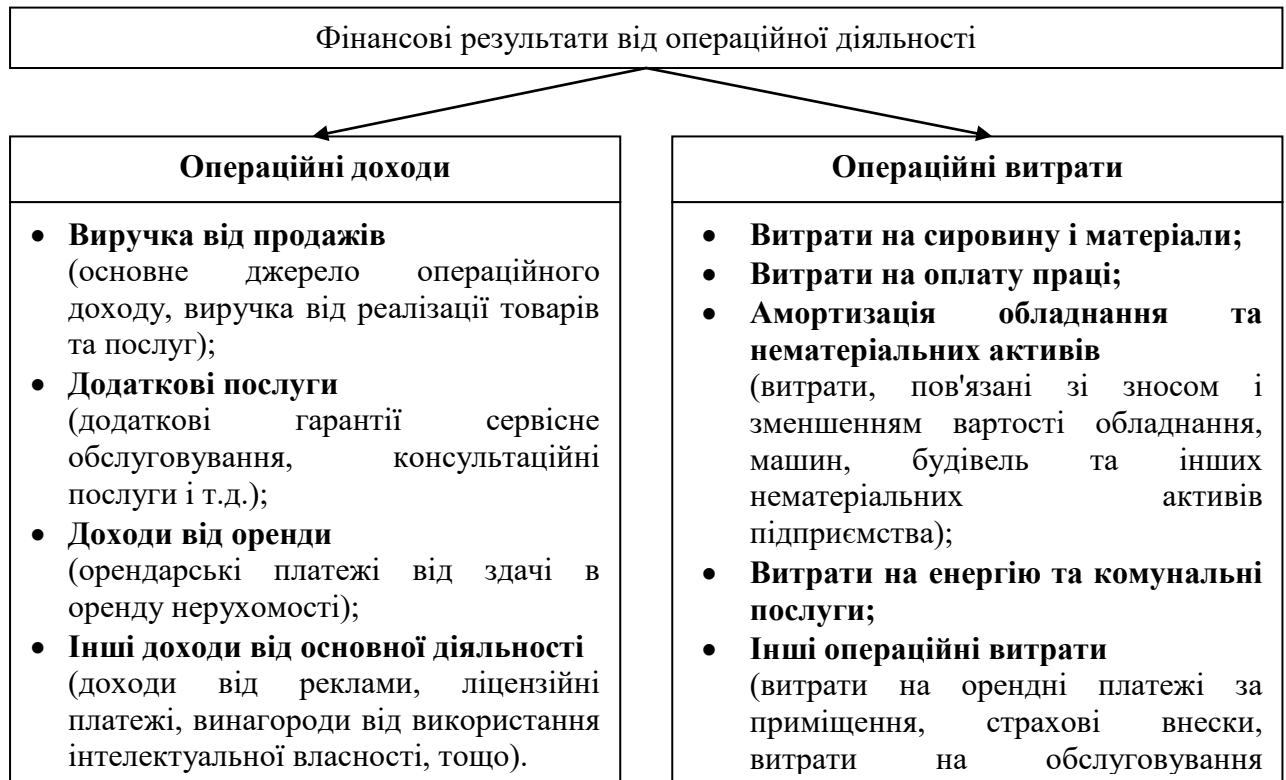 Фінансові результати від операційної діяльності
Операційні доходи
• Виручка від продажів
(основне джерело операційного
доходу, виручка від реалізації товарів
та послуг);
• Додаткові послуги
(додаткові гарантії сервісне
обслуговування, консультаційні
послуги і т.д.);
• Доходи від оренди
(орендарські платежі від здачі в
оренду нерухомості);
• Інші доходи від основної діяльності
(доходи від реклами, ліцензійні
платежі, винагороди від використання
інтелектуальної власності, тощо).
Операційні витрати
• Витрати на сировину і матеріали;
• Витрати на оплату праці;
• Амортизація обладнання та
нематеріальних активів
(витрати, пов'язані зі зносом і
зменшенням вартості обладнання,
машин, будівель та інших
нематеріальних активів
підприємства);
• Витрати на енергію та комунальні
послуги;
• Інші операційні витрати
(витрати на орендні платежі за
приміщення, страхові внески,
витрати на обслуговування